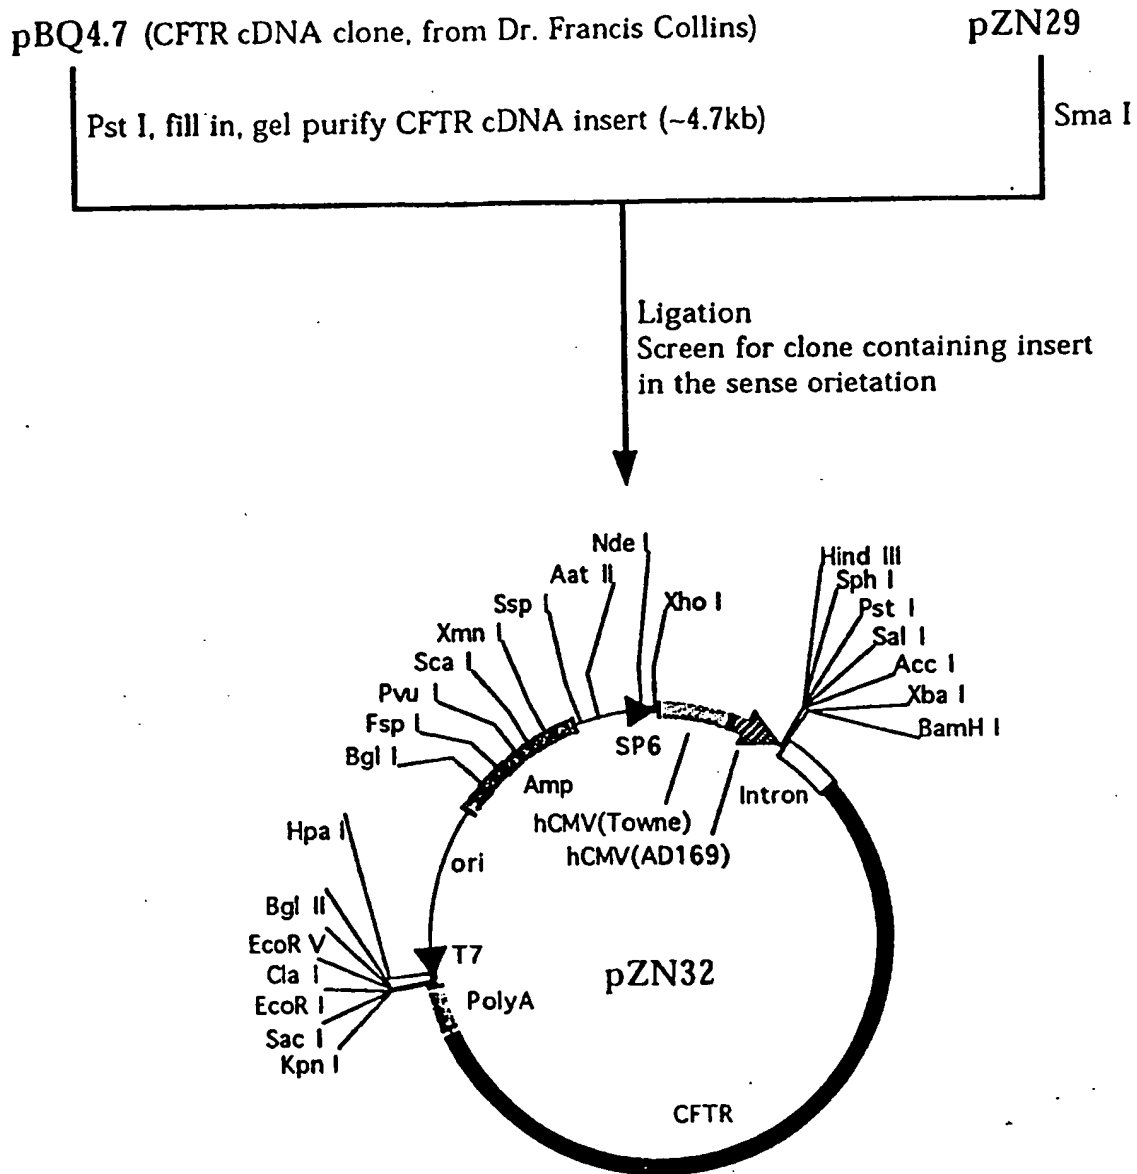 pBQ4.7 (CFTR cDNA clone, from Dr. Francis Collins)
pZN29
Pst I, fill in, gel purify CFTR cDNA insert (~4.7kb)
Sma I
Ligation
Screen for clone containing insert
in the sense orietation
Nde I
Aat II
Ssp I
Xmn I
Sca I
Pvu I
Fsp I
Bgl I
Xho I
Hind III
Sph I
Pst I
Sal I
Acc I
Xba I
BamH I
SP6
Amp
Intron
hCMV(Towne)
hCMV(AD169)
Hpa I
ori
Bgl II
EcoR V
Cla I
EcoR I
Sac I
Kpn I
T7
PolyA
pZN32
CFTR